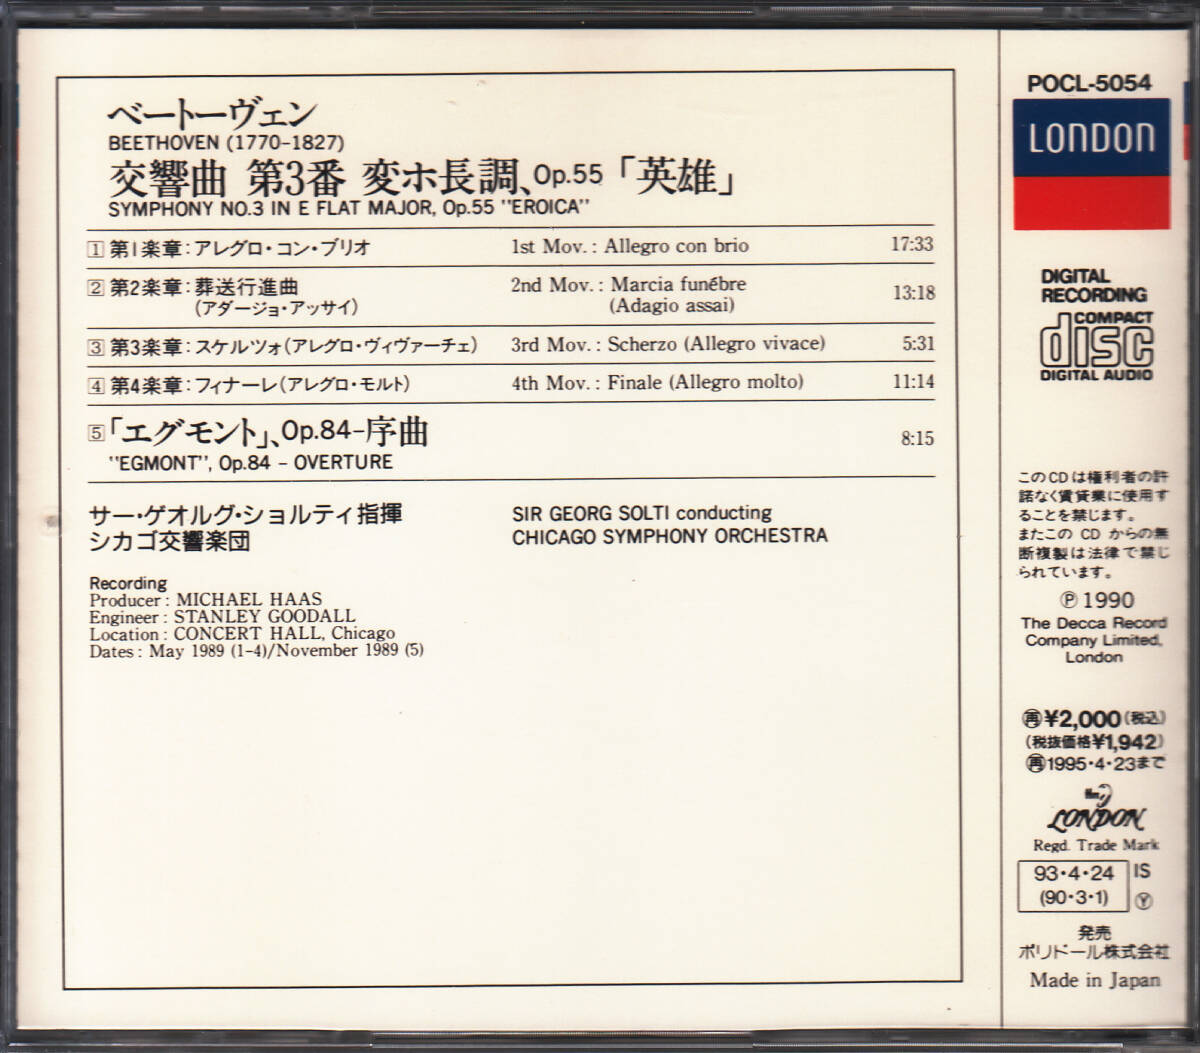 ベートーヴェン
BEETHOVEN (1770-1827)
交響曲 第3番 変ホ長調、Op.55「英雄」
SYMPHONY NO.3 IN E FLAT MAJOR, Op.55 "EROICA"
1 第1楽章：アレグロ・コン・ブリオ 1st Mov. : Allegro con brio 17:33
2 第2楽章：葬送行進曲 2nd Mov. : Marcia funébre 13:18
（アダージョ・アッサイ） (Adagio assai)
3 第3楽章：スケルツォ（アレグロ・ヴィヴァーチェ） 3rd Mov. : Scherzo (Allegro vivace) 5:31
4 第4楽章：フィナーレ（アレグロ・モルト） 4th Mov. : Finale (Allegro molto) 11:14
5 「エグモント」、Op.84-序曲 8:15
"EGMONT", Op.84 - OVERTURE
サー・ゲオルグ・ショルティ指揮 SIR GEORG SOLTI conducting
シカゴ交響楽団 CHICAGO SYMPHONY ORCHESTRA
Recording
Producer : MICHAEL HAAS
Engineer : STANLEY GOODALL
Location : CONCERT HALL, Chicago
Dates : May 1989 (1-4)/November 1989 (5)
POCL-5054
LONDON
DIGITAL
RECORDING
COMPACT
disc
DIGITAL AUDIO
このCDは権利者の許
諾なく賃貸業に使用す
ることを禁じます。
またこの CD からの無
断複製は法律で禁じ
られています。
Ⓟ 1990
The Decca Record
Company Limited,
London
㊢¥2,000（税込）
（税抜価格¥1,942）
1995・4・23まで
ffrr
LONDON
Regd. Trade Mark
93・4・24 IS
(90・3・1) Ⓨ
発売
ポリドール株式会社
Made in Japan